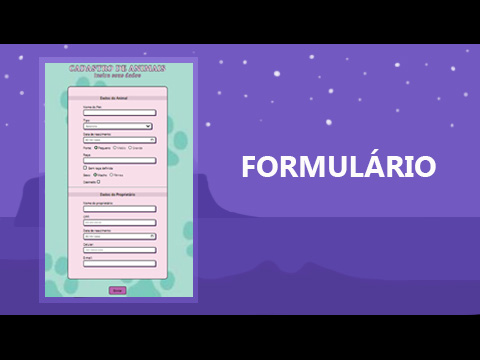 CADASTRO DE ANIMAIS
Insira seus dados
Dados do Animal
Nome do Pet
Tipo
Data de nascimento
Porte Pequeno Médio Grande
Raça
Sem raça definida
Sexo Macho Fêmea
Castrado
Dados do Proprietário
Nome do proprietário
Data de nascimento
Celular
E-mail
FORMULÁRIO